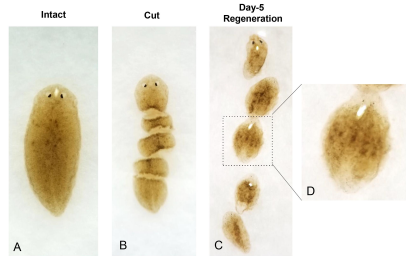 Intact
Cut
Day-5
Regeneration
A
B
C
D